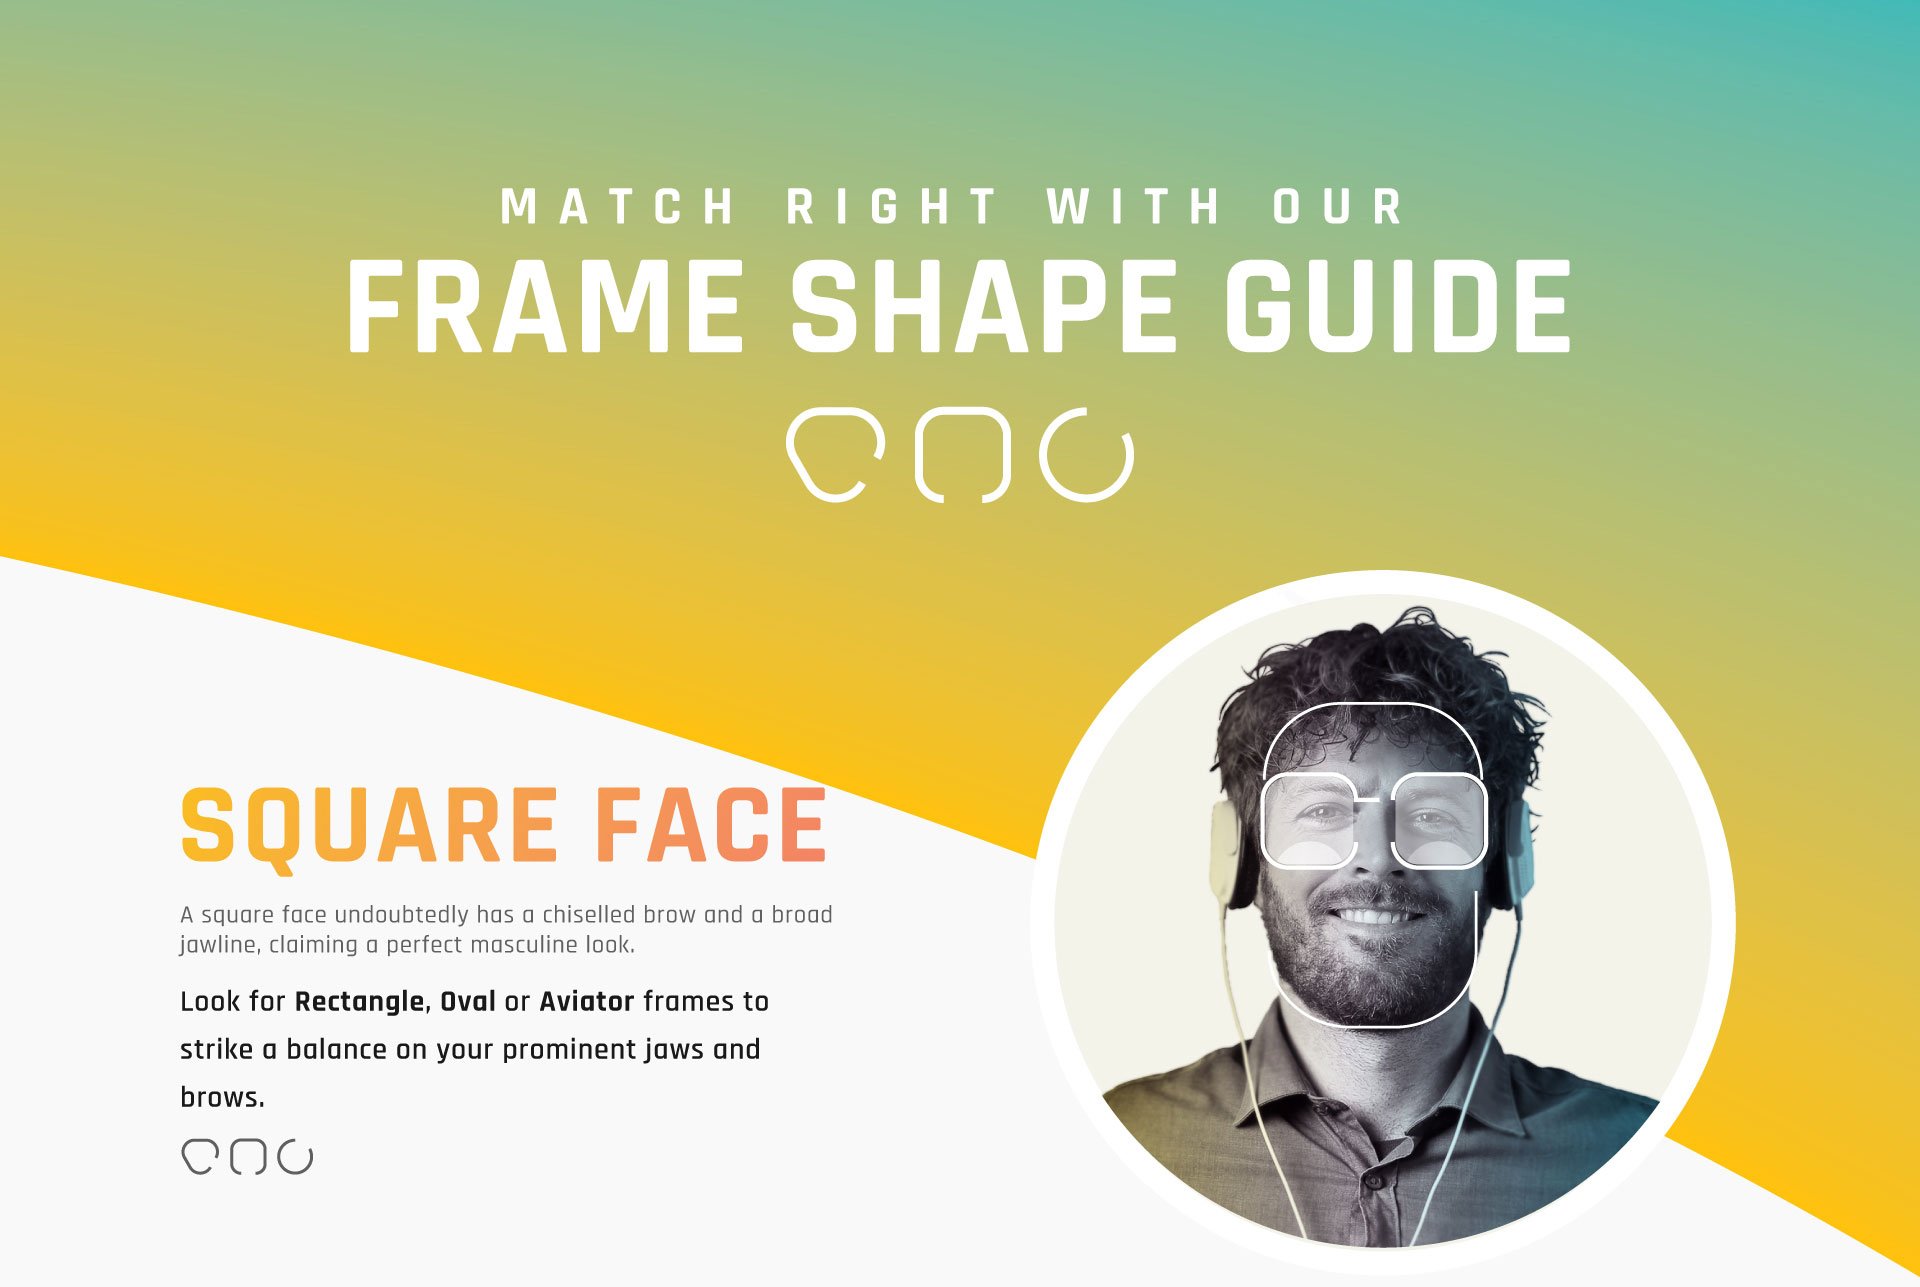 MATCH RIGHT WITH OUR
FRAME SHAPE GUIDE
SQUARE FACE
A square face undoubtedly has a chiselled brow and a broad
jawline, claiming a perfect masculine look.
Look for Rectangle, Oval or Aviator frames to
strike a balance on your prominent jaws and
brows.